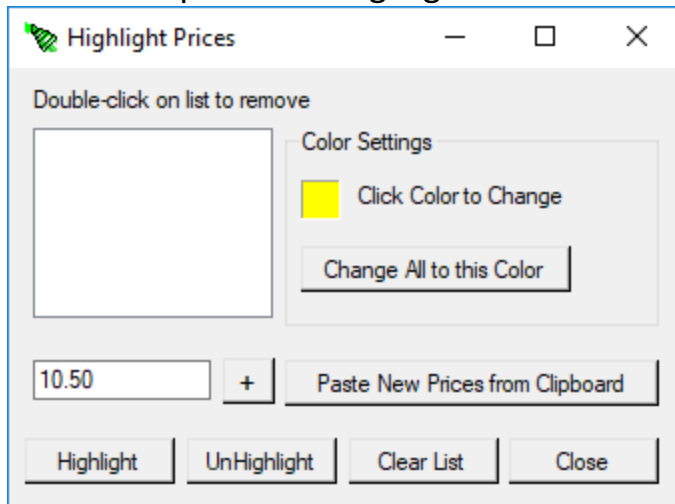 Highlight Prices
Double-click on list to remove
Color Settings
Click Color to Change
Change All to this Color
10.50
+
Paste New Prices from Clipboard
Highlight
UnHighlight
Clear List
Close